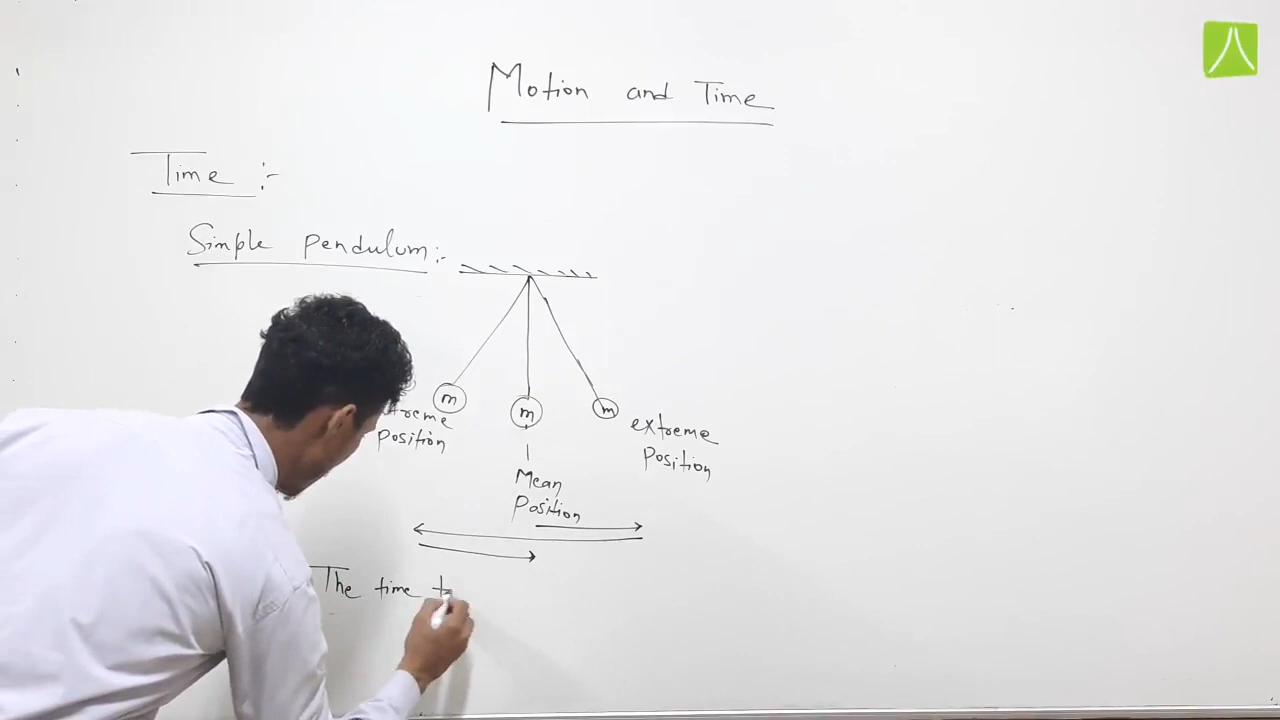 Motion and Time
Time :-
Simple Pendulum:-
m
m
m
Position
extreme
Position
Mean
Position
The time